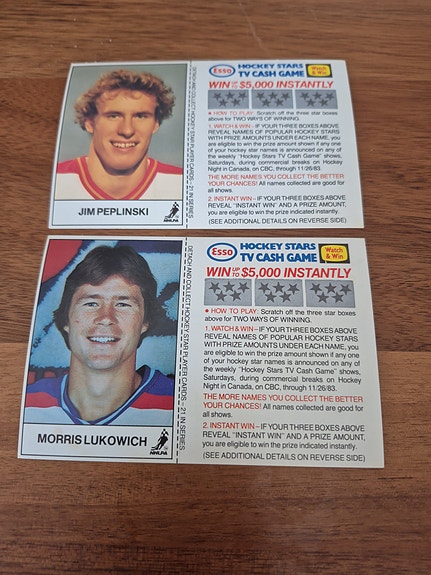 Esso
HOCKEY STARS
TV CASH GAME
Watch
& Win
WIN UP TO $5,000 INSTANTLY
● HOW TO PLAY: Scratch off the three star boxes
above for TWO WAYS OF WINNING.
1. WATCH & WIN – IF YOUR THREE BOXES ABOVE
REVEAL NAMES OF POPULAR HOCKEY STARS
WITH PRIZE AMOUNTS UNDER EACH NAME, you
are eligible to win the prize amount shown if any
one of your hockey star names is announced on any of
the weekly "Hockey Stars TV Cash Game" shows,
Saturdays, during commercial breaks on Hockey
Night in Canada, on CBC, through 11/26/83.
THE MORE NAMES YOU COLLECT THE BETTER
YOUR CHANCES! All names collected are good for
all shows.
2. INSTANT WIN – IF YOUR THREE BOXES ABOVE
REVEAL "INSTANT WIN" AND A PRIZE AMOUNT,
you are eligible to win the prize indicated instantly.
(SEE ADDITIONAL DETAILS ON REVERSE SIDE)
DETACH AND COLLECT HOCKEY STAR PLAYER CARDS – 21 IN SERIES
JIM PEPLINSKI
NHLPA
Esso
HOCKEY STARS
TV CASH GAME
Watch
& Win
WIN UP TO $5,000 INSTANTLY
● HOW TO PLAY: Scratch off the three star boxes
above for TWO WAYS OF WINNING.
1. WATCH & WIN – IF YOUR THREE BOXES ABOVE
REVEAL NAMES OF POPULAR HOCKEY STARS
WITH PRIZE AMOUNTS UNDER EACH NAME, you
are eligible to win the prize amount shown if any one
of your hockey star names is announced on any of
the weekly "Hockey Stars TV Cash Game" shows,
Saturdays, during commercial breaks on Hockey
Night in Canada, on CBC, through 11/26/83.
THE MORE NAMES YOU COLLECT THE BETTER
YOUR CHANCES! All names collected are good for
all shows.
2. INSTANT WIN – IF YOUR THREE BOXES ABOVE
REVEAL "INSTANT WIN" AND A PRIZE AMOUNT,
you are eligible to win the prize indicated instantly.
(SEE ADDITIONAL DETAILS ON REVERSE SIDE)
DETACH AND COLLECT HOCKEY STAR PLAYER CARDS – 21 IN SERIES
MORRIS LUKOWICH
NHLPA